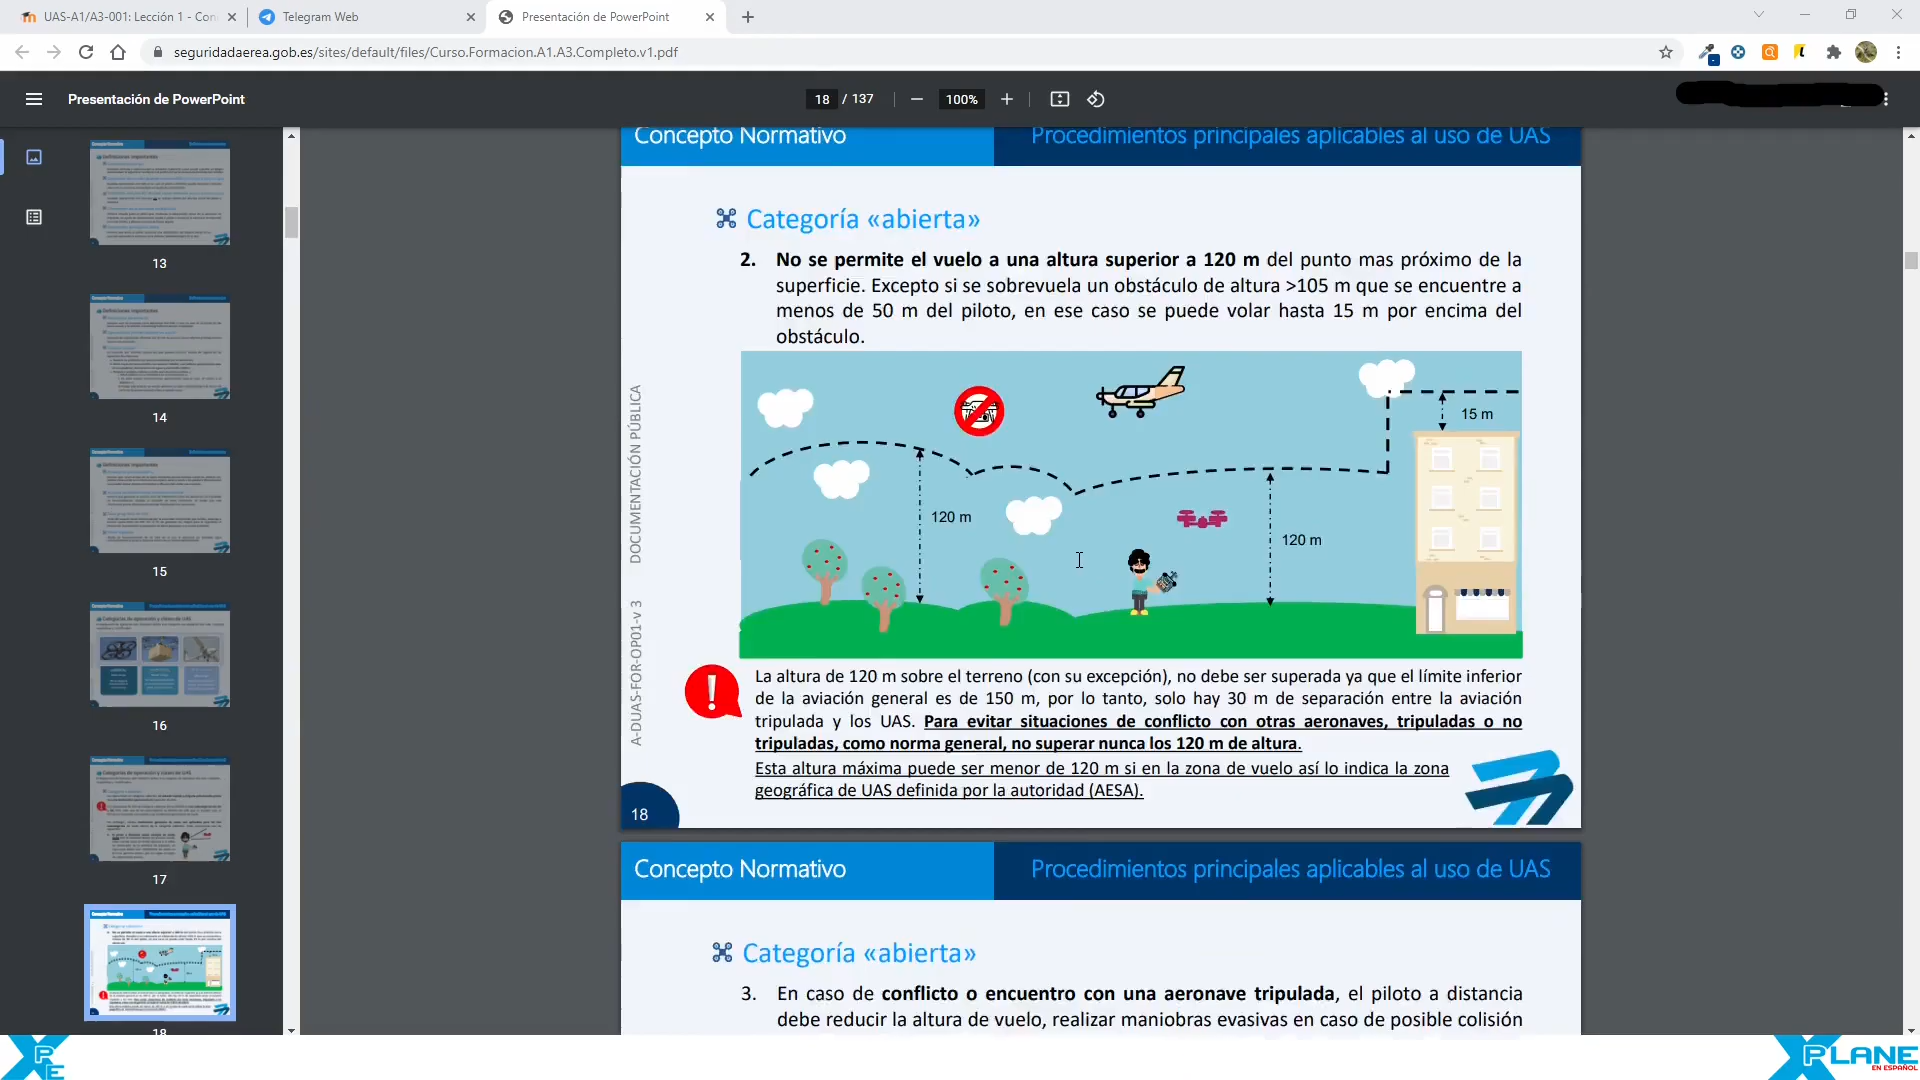 UAS-A1/A3-001: Lección 1 - Con
Telegram Web
Presentación de PowerPoint
seguridadaerea.gob.es/sites/default/files/Curso.Formacion.A1.A3.Completo.v1.pdf
Presentación de PowerPoint
18 / 137
100%
13
14
15
16
17
18
Concepto Normativo
Procedimientos principales aplicables al uso de UAS
Categoría «abierta»
2. No se permite el vuelo a una altura superior a 120 m del punto mas próximo de la
superficie. Excepto si se sobrevuela un obstáculo de altura >105 m que se encuentre a
menos de 50 m del piloto, en ese caso se puede volar hasta 15 m por encima del
obstáculo.
15 m
120 m
120 m
DOCUMENTACIÓN PÚBLICA
A-DUAS-FOR-OP01-v 3
La altura de 120 m sobre el terreno (con su excepción), no debe ser superada ya que el límite inferior
de la aviación general es de 150 m, por lo tanto, solo hay 30 m de separación entre la aviación
tripulada y los UAS. Para evitar situaciones de conflicto con otras aeronaves, tripuladas o no
tripuladas, como norma general, no superar nunca los 120 m de altura.
Esta altura máxima puede ser menor de 120 m si en la zona de vuelo así lo indica la zona
geográfica de UAS definida por la autoridad (AESA).
18
Concepto Normativo
Procedimientos principales aplicables al uso de UAS
Categoría «abierta»
3. En caso de conflicto o encuentro con una aeronave tripulada, el piloto a distancia
debe reducir la altura de vuelo, realizar maniobras evasivas en caso de posible colisión
XPE
XPLANE
EN ESPAÑOL